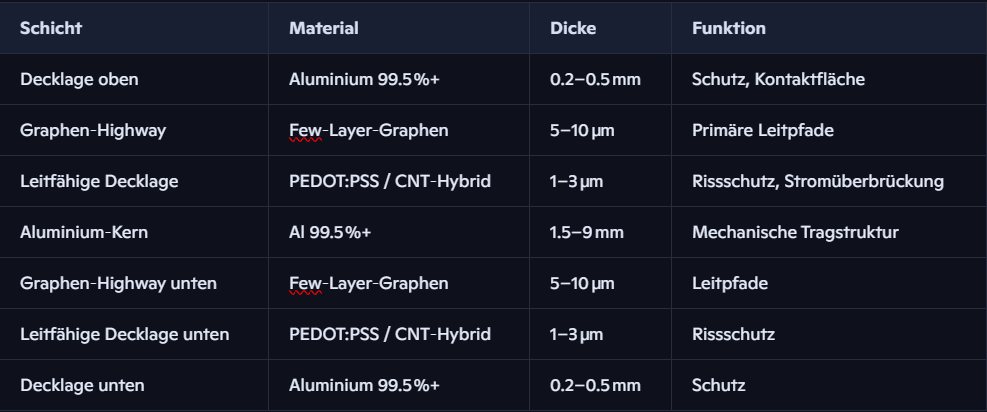 Schicht Material Dicke Funktion
Decklage oben Aluminium 99.5%+ 0.2–0.5 mm Schutz, Kontaktfläche
Graphen-Highway Few-Layer-Graphen 5–10 µm Primäre Leitpfade
Leitfähige Decklage PEDOT:PSS / CNT-Hybrid 1–3 µm Rissschutz, Stromüberbrückung
Aluminium-Kern Al 99.5%+ 1.5–9 mm Mechanische Tragstruktur
Graphen-Highway unten Few-Layer-Graphen 5–10 µm Leitpfade
Leitfähige Decklage unten PEDOT:PSS / CNT-Hybrid 1–3 µm Rissschutz
Decklage unten Aluminium 99.5%+ 0.2–0.5 mm Schutz